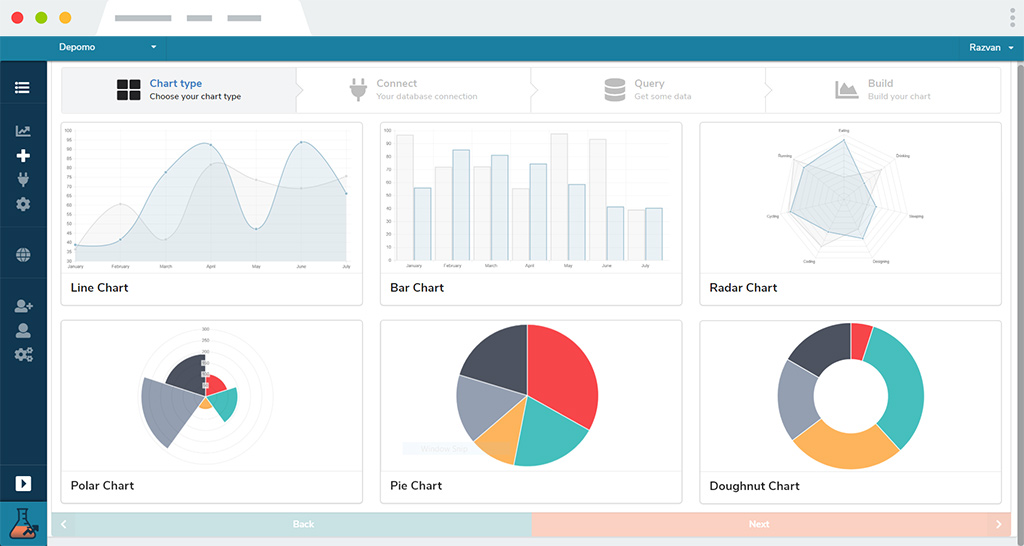 Depomo
Razvan
Chart type
Choose your chart type
Connect
Your database connection
Query
Get some data
Build
Build your chart
100
95
90
85
80
75
70
65
60
55
50
45
40
35
30
January February March April May June July
Line Chart
100
90
80
70
60
50
40
30
20
10
0
January February March April May June July
Bar Chart
Eating
Running
Drinking
Cycling
Sleeping
Coding
Designing
Radar Chart
300
250
200
Polar Chart
Pie Chart
Doughnut Chart
Back
Next